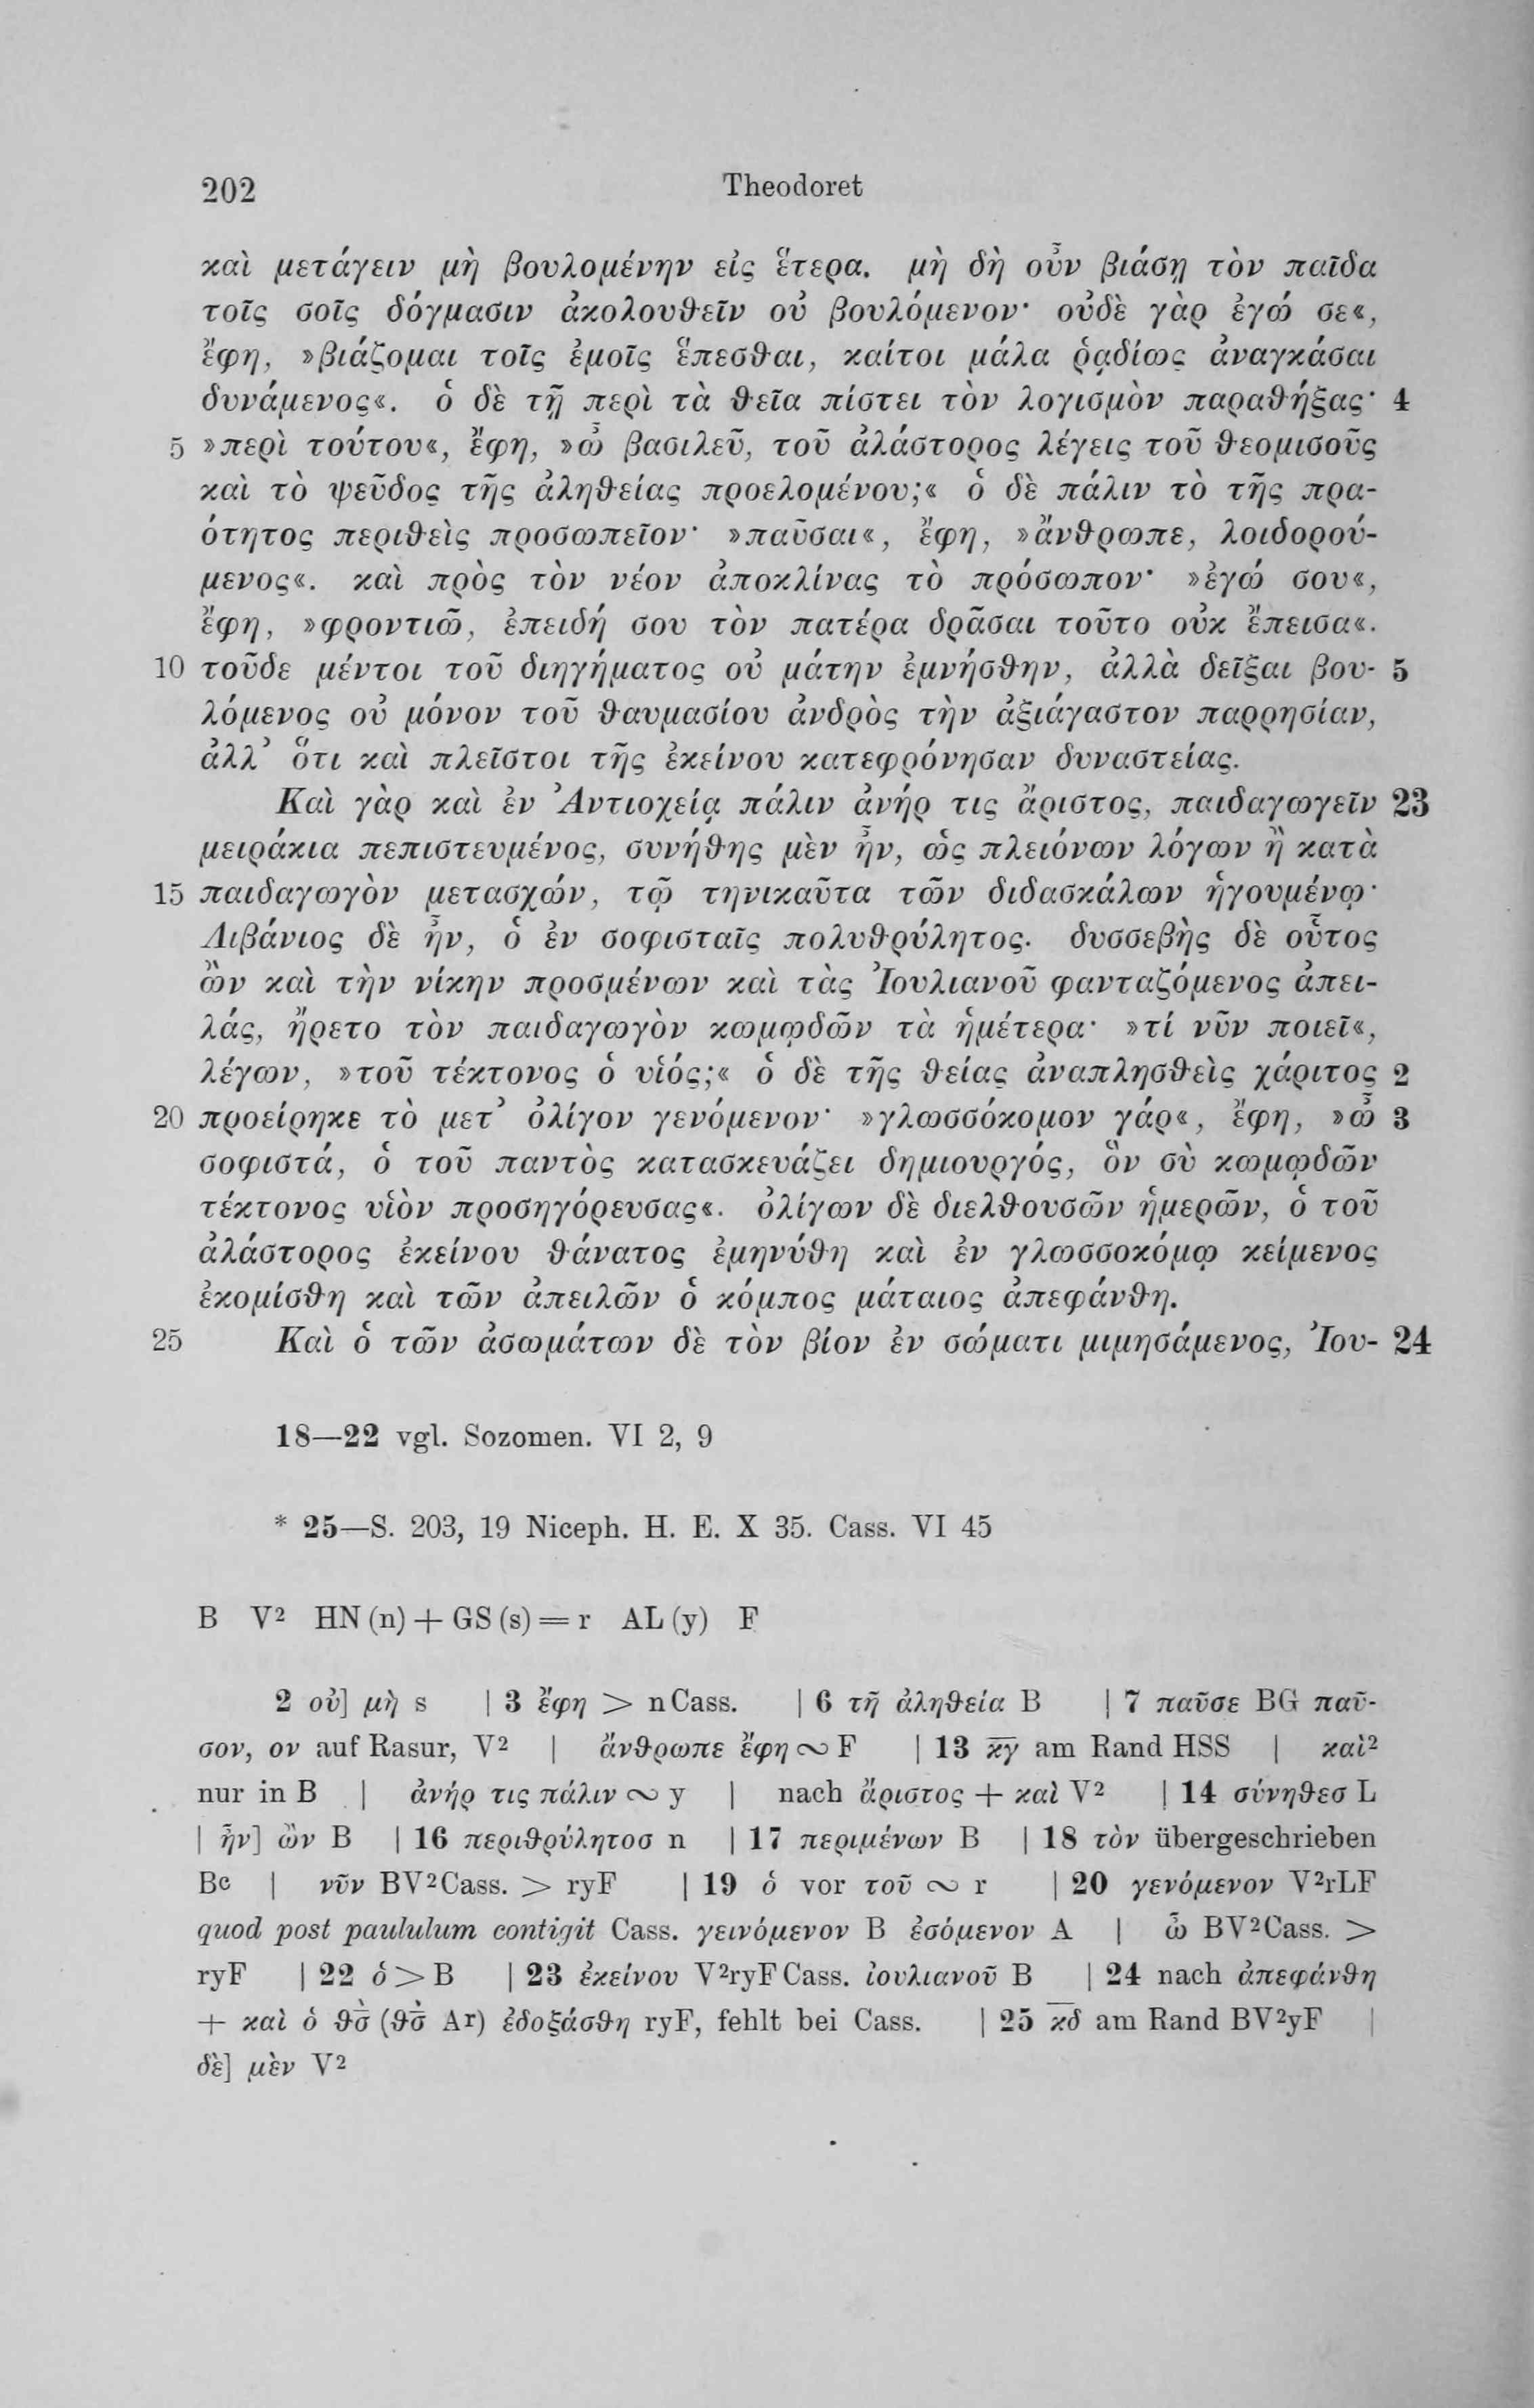 202 Theodoret
καὶ μετάγειν μὴ βουλομένην εἰς ἕτερα. μὴ δὴ οὖν βιάσῃ τὸν παῖδα
τοῖς σοῖς δόγμασιν ἀκολουθεῖν οὐ βουλόμενον· οὐδὲ γὰρ ἐγώ σε«,
ἔφη, »βιάζομαι τοῖς ἐμοῖς ἕπεσθαι, καίτοι μάλα ῥᾳδίως ἀναγκάσαι
δυνάμενος«. ὁ δὲ τῇ περὶ τὰ θεῖα πίστει τὸν λογισμὸν παραθήξας· 4
5 »περὶ τούτου«, ἔφη, »ὦ βασιλεῦ, τοῦ ἀλάστορος λέγεις τοῦ θεομισοῦς
καὶ τὸ ψεῦδος τῆς ἀληθείας προελομένου;« ὁ δὲ πάλιν τὸ τῆς πρα-
ότητος περιθεὶς προσωπεῖον· »παῦσαι«, ἔφη, »ἄνθρωπε, λοιδορού-
μενος«. καὶ πρὸς τὸν νέον ἀποκλίνας τὸ πρόσωπον· »ἐγώ σου«,
ἔφη, »φροντιῶ, ἐπειδή σου τὸν πατέρα δρᾶσαι τοῦτο οὐκ ἔπεισα«.
10 τοῦδε μέντοι τοῦ διηγήματος οὐ μάτην ἐμνήσθην, ἀλλὰ δεῖξαι βου- 5
λόμενος οὐ μόνον τοῦ θαυμασίου ἀνδρὸς τὴν ἀξιάγαστον παρρησίαν,
ἀλλ’ ὅτι καὶ πλεῖστοι τῆς ἐκείνου κατεφρόνησαν δυναστείας.
Καὶ γὰρ καὶ ἐν Ἀντιοχείᾳ πάλιν ἀνήρ τις ἄριστος, παιδαγωγεῖν 23
μειράκια πεπιστευμένος, συνήθης μὲν ἦν, ὡς πλειόνων λόγων ἢ κατὰ
15 παιδαγωγὸν μετασχών, τῷ τηνικαῦτα τῶν διδασκάλων ἡγουμένῳ·
Λιβάνιος δὲ ἦν, ὁ ἐν σοφισταῖς πολυθρύλητος. δυσσεβὴς δὲ οὗτος
ὢν καὶ τὴν νίκην προσμένων καὶ τὰς Ἰουλιανοῦ φανταζόμενος ἀπει-
λάς, ἤρετο τὸν παιδαγωγὸν κωμῳδῶν τὰ ἡμέτερα· »τί νῦν ποιεῖ«,
λέγων, »τοῦ τέκτονος ὁ υἱός;« ὁ δὲ τῆς θείας ἀναπλησθεὶς χάριτος 2
20 προείρηκε τὸ μετ’ ὀλίγον γενόμενον· »γλωσσόκομον γάρ«, ἔφη, »ὦ 3
σοφιστά, ὁ τοῦ παντὸς κατασκευάζει δημιουργός, ὃν σὺ κωμῳδῶν
τέκτονος υἱὸν προσηγόρευσας«. ὀλίγων δὲ διελθουσῶν ἡμερῶν, ὁ τοῦ
ἀλάστορος ἐκείνου θάνατος ἐμηνύθη καὶ ἐν γλωσσοκόμῳ κείμενος
ἐκομίσθη καὶ τῶν ἀπειλῶν ὁ κόμπος μάταιος ἀπεφάνθη.
25 Καὶ ὁ τῶν ἀσωμάτων δὲ τὸν βίον ἐν σώματι μιμησάμενος, Ἰου- 24
18—22 vgl. Sozomen. VI 2, 9
* 25—S. 203, 19 Niceph. H. E. X 35. Cass. VI 45
B V² HN (n) + GS (s) = r AL (y) F
2 οὐ] μὴ s | 3 ἔφη > n Cass. | 6 τῆ ἀληθεία B | 7 παῦσε BG παῦ-
σον, ον auf Rasur, V² | ἄνθρωπε ἔφη ∾ F | 13 κ̅γ̅ am Rand HSS | καὶ²
nur in B | ἀνήρ τις πάλιν ∾ y | nach ἄριστος + καὶ V² | 14 σύνηθεσ L
| ἦν] ὢν B | 16 περιθρύλητοσ n | 17 περιμένων B | 18 τὸν übergeschrieben
Bᶜ | νῦν BV²Cass. > ryF | 19 ὁ vor τοῦ ∾ r | 20 γενόμενον V²rLF
quod post paululum contigit Cass. γεινόμενον B ἐσόμενον A | ὦ BV²Cass. >
ryF | 22 ὁ > B | 23 ἐκείνου V²ryF Cass. ἰουλιανοῦ B | 24 nach ἀπεφάνθη
+ καὶ ὁ θ̅σ̅ (θ̅σ̅ Aʳ) ἐδοξάσθη ryF, fehlt bei Cass. | 25 κ̅δ̅ am Rand BV²yF |
δὲ] μὲν V²